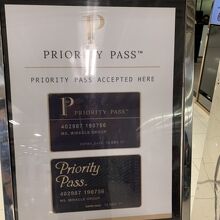 P
PRIORITY PASS™
PRIORITY PASS ACCEPTED HERE
P
PRIORITY PASS™
402987 190756
MS. MIRACLE GROUP
Priority
Pass.
402987 190756
MS. MIRACLE GROUP